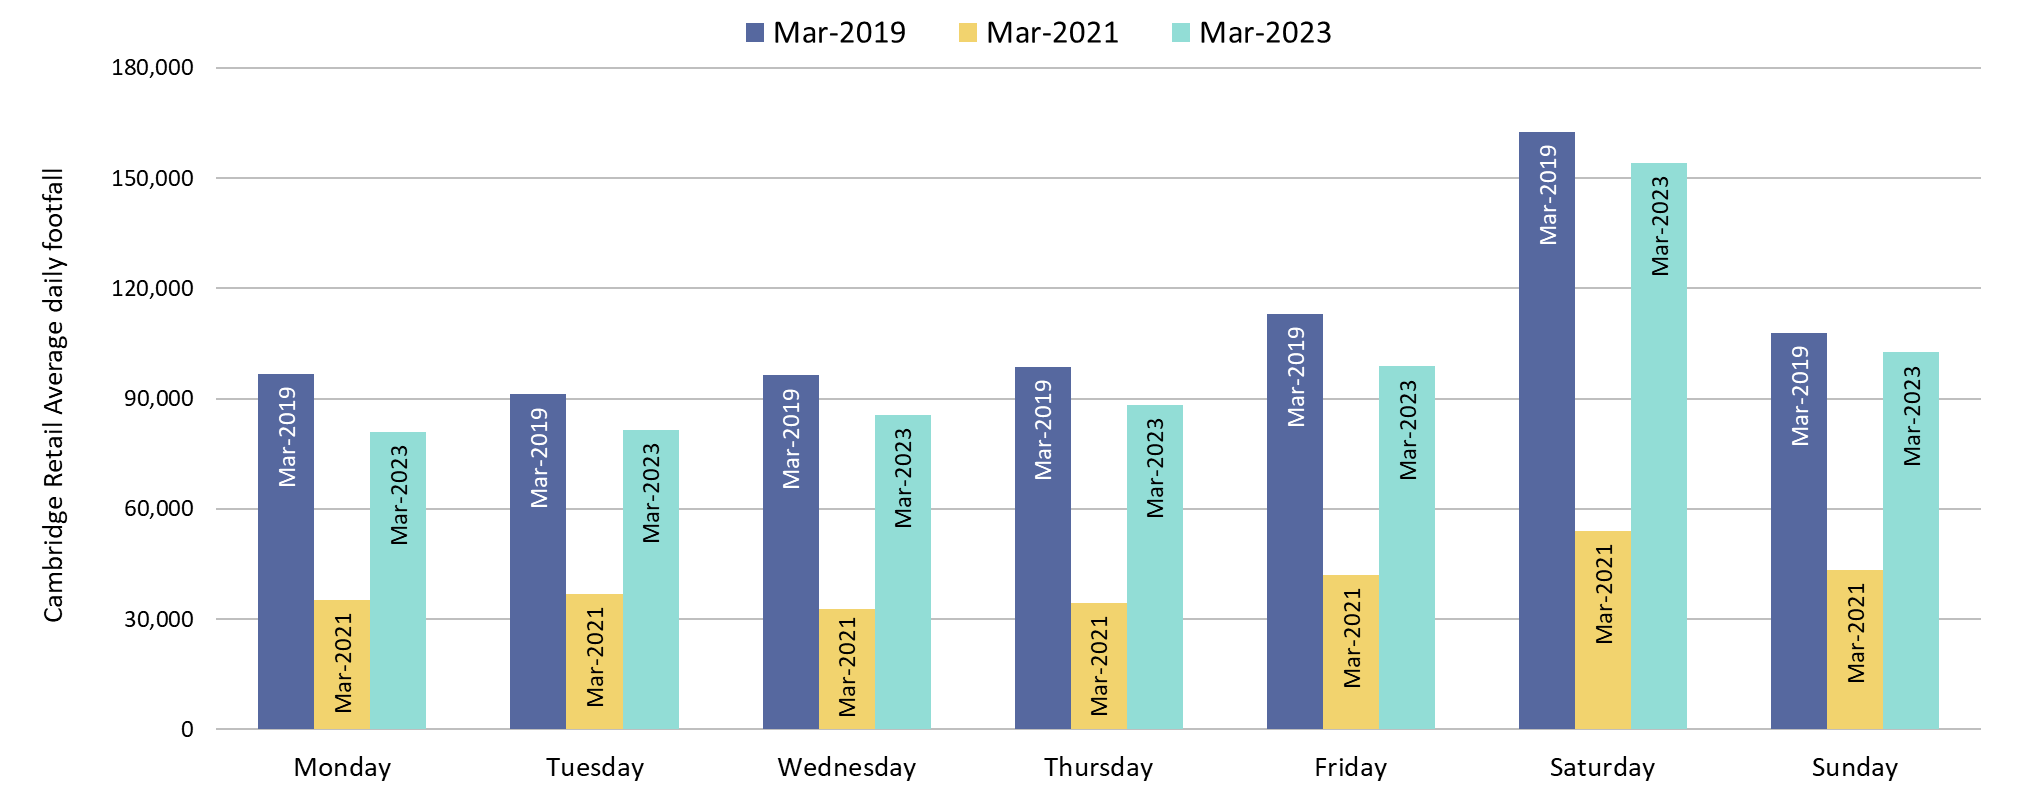 Mar-2019 Mar-2021 Mar-2023
Cambridge Retail Average daily footfall
180,000
150,000
120,000
90,000
60,000
30,000
0
Mar-2019
Mar-2021
Mar-2023
Mar-2019
Mar-2021
Mar-2023
Mar-2019
Mar-2021
Mar-2023
Mar-2019
Mar-2021
Mar-2023
Mar-2019
Mar-2021
Mar-2023
Mar-2019
Mar-2021
Mar-2023
Mar-2019
Mar-2021
Mar-2023
Monday Tuesday Wednesday Thursday Friday Saturday Sunday